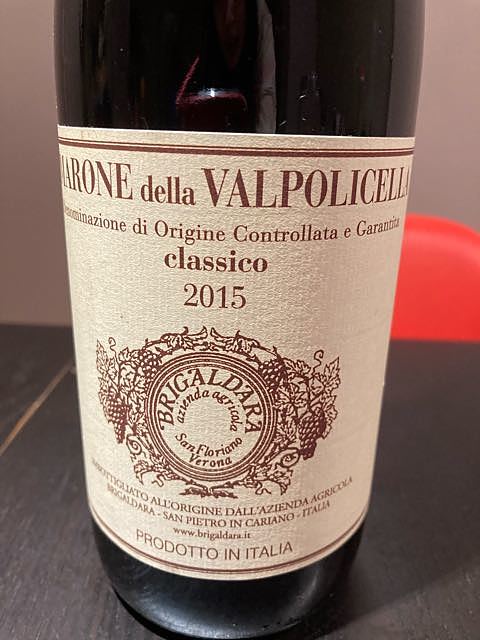 MARONE della VALPOLICELLA
enominazione di Origine Controllata e Garantita
classico
2015
BRIGALDARA
azienda agricola
San Floriano
Verona
IMBOTTIGLIATO ALL'ORIGINE DALL'AZIENDA AGRICOLA
BRIGALDARA - SAN PIETRO IN CARIANO - ITALIA
www.brigaldara.it
PRODOTTO IN ITALIA